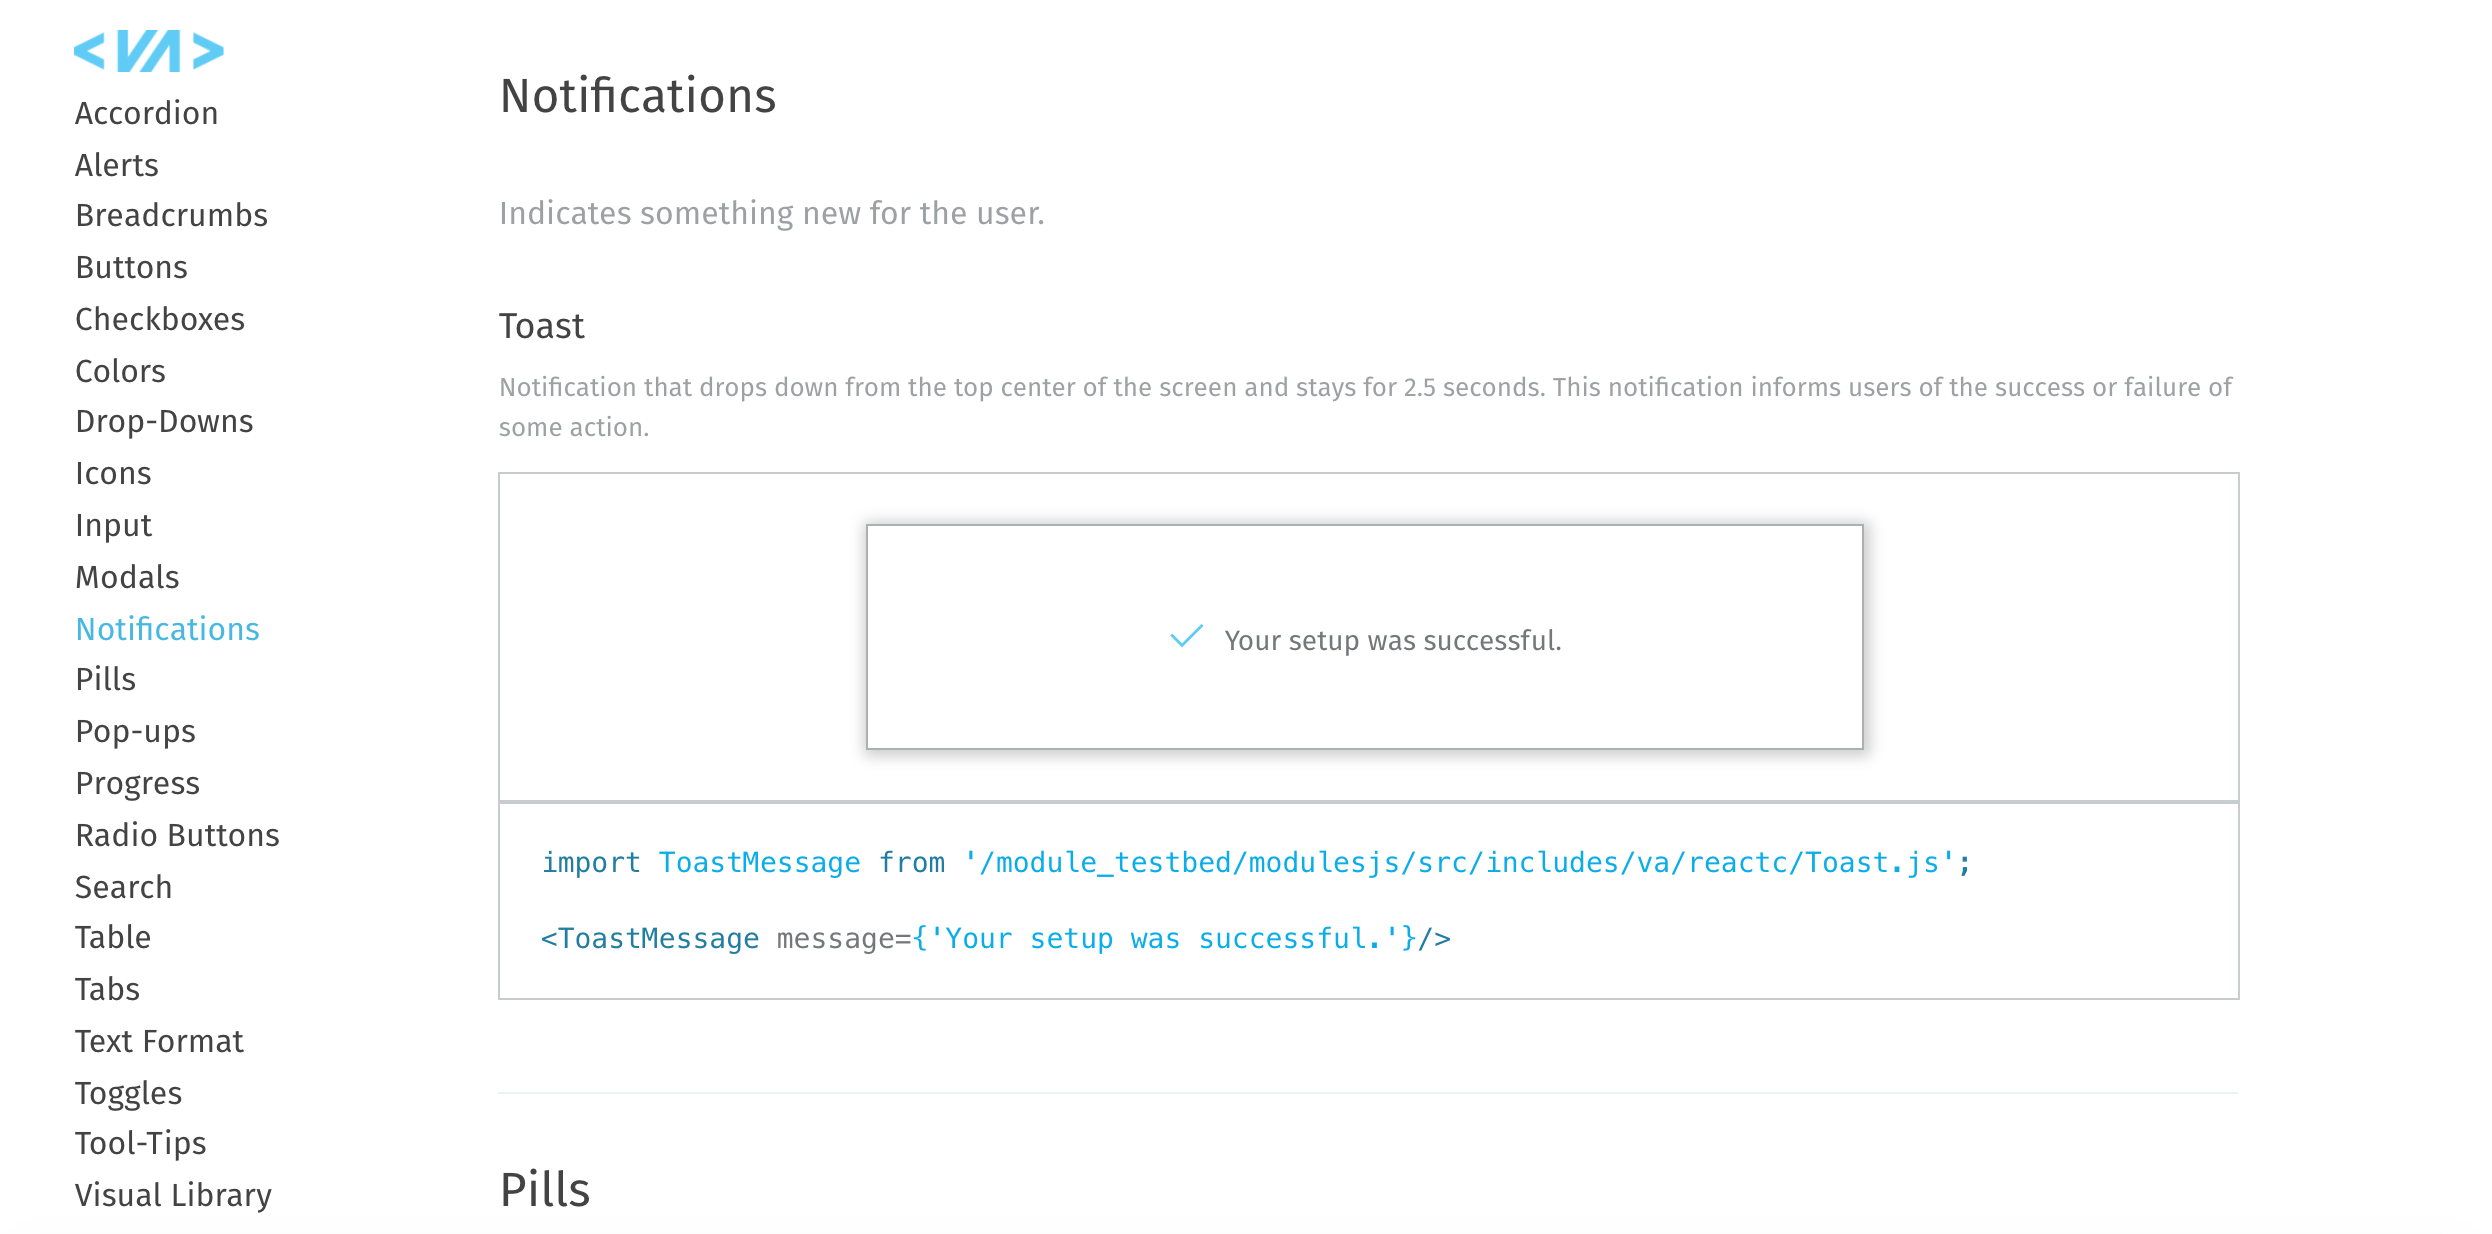 <VA>
Accordion
Alerts
Breadcrumbs
Buttons
Checkboxes
Colors
Drop-Downs
Icons
Input
Modals
Notifications
Pills
Pop-ups
Progress
Radio Buttons
Search
Table
Tabs
Text Format
Toggles
Tool-Tips
Visual Library
Notifications
Indicates something new for the user.
Toast
Notification that drops down from the top center of the screen and stays for 2.5 seconds. This notification informs users of the success or failure of
some action.
Your setup was successful.
import ToastMessage from '/module_testbed/modulesjs/src/includes/va/reactc/Toast.js';
<ToastMessage message={'Your setup was successful.'}/>
Pills